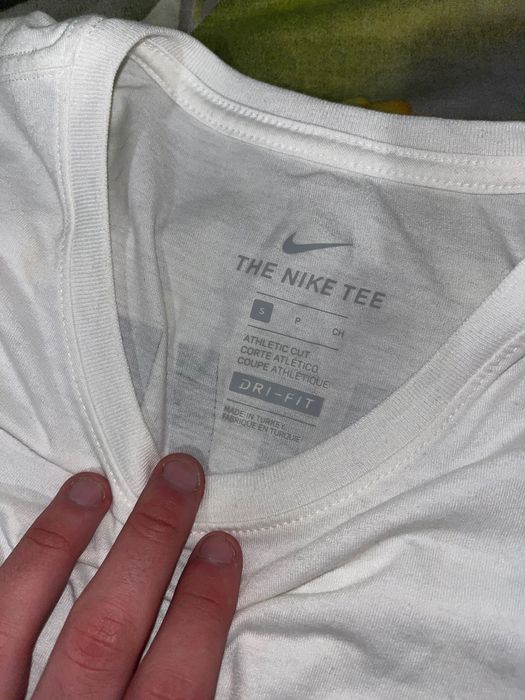 THE NIKE TEE
S P CH
ATHLETIC CUT
CORTE ATLÉTICO
COUPE ATHLÉTIQUE
DRI-FIT
MADE IN TURKEY
FABRIQUÉ EN TURQUIE